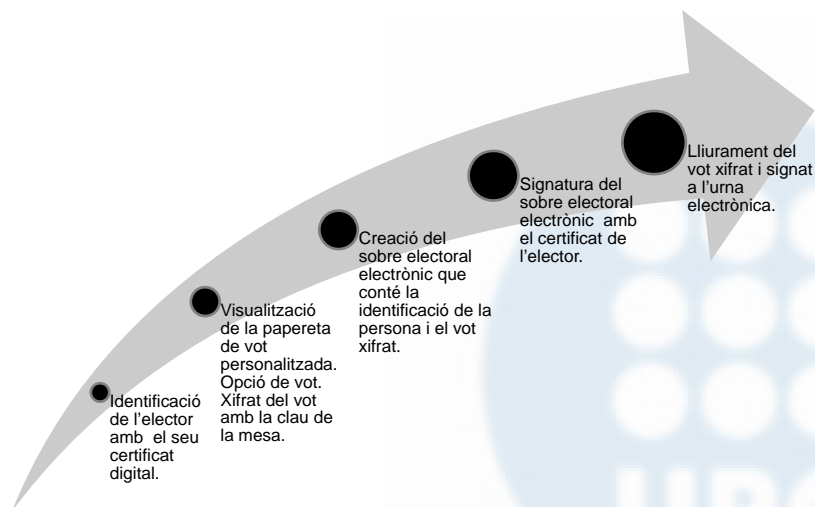 Identificació
de l’elector
amb el seu
certificat
digital.
Visualització
de la papereta
de vot
personalitzada.
Opció de vot.
Xifrat del vot
amb la clau de
la mesa.
Creació del
sobre electoral
electrònic que
conté la
identificació de la
persona i el vot
xifrat.
Signatura del
sobre electoral
electrònic amb
el certificat de
l’elector.
Lliurament del
vot xifrat i signat
a l’urna
electrònica.